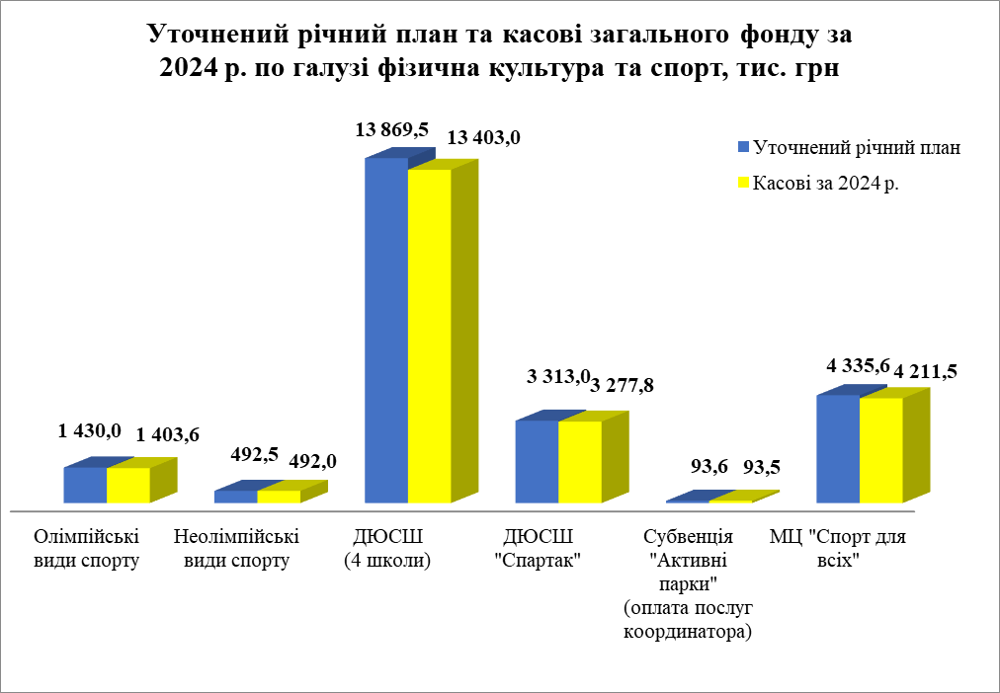 Уточнений річний план та касові загального фонду за
2024 р. по галузі фізична культура та спорт, тис. грн
Уточнений річний план
Касові за 2024 р.
1 430,0
1 403,6
492,5
492,0
13 869,5
13 403,0
3 313,0
3 277,8
93,6
93,5
4 335,6
4 211,5
Олімпійські
види спорту
Неолімпійські
види спорту
ДЮСШ
(4 школи)
ДЮСШ
"Спартак"
Субвенція
"Активні
парки"
(оплата послуг
координатора)
МЦ "Спорт для
всіх"